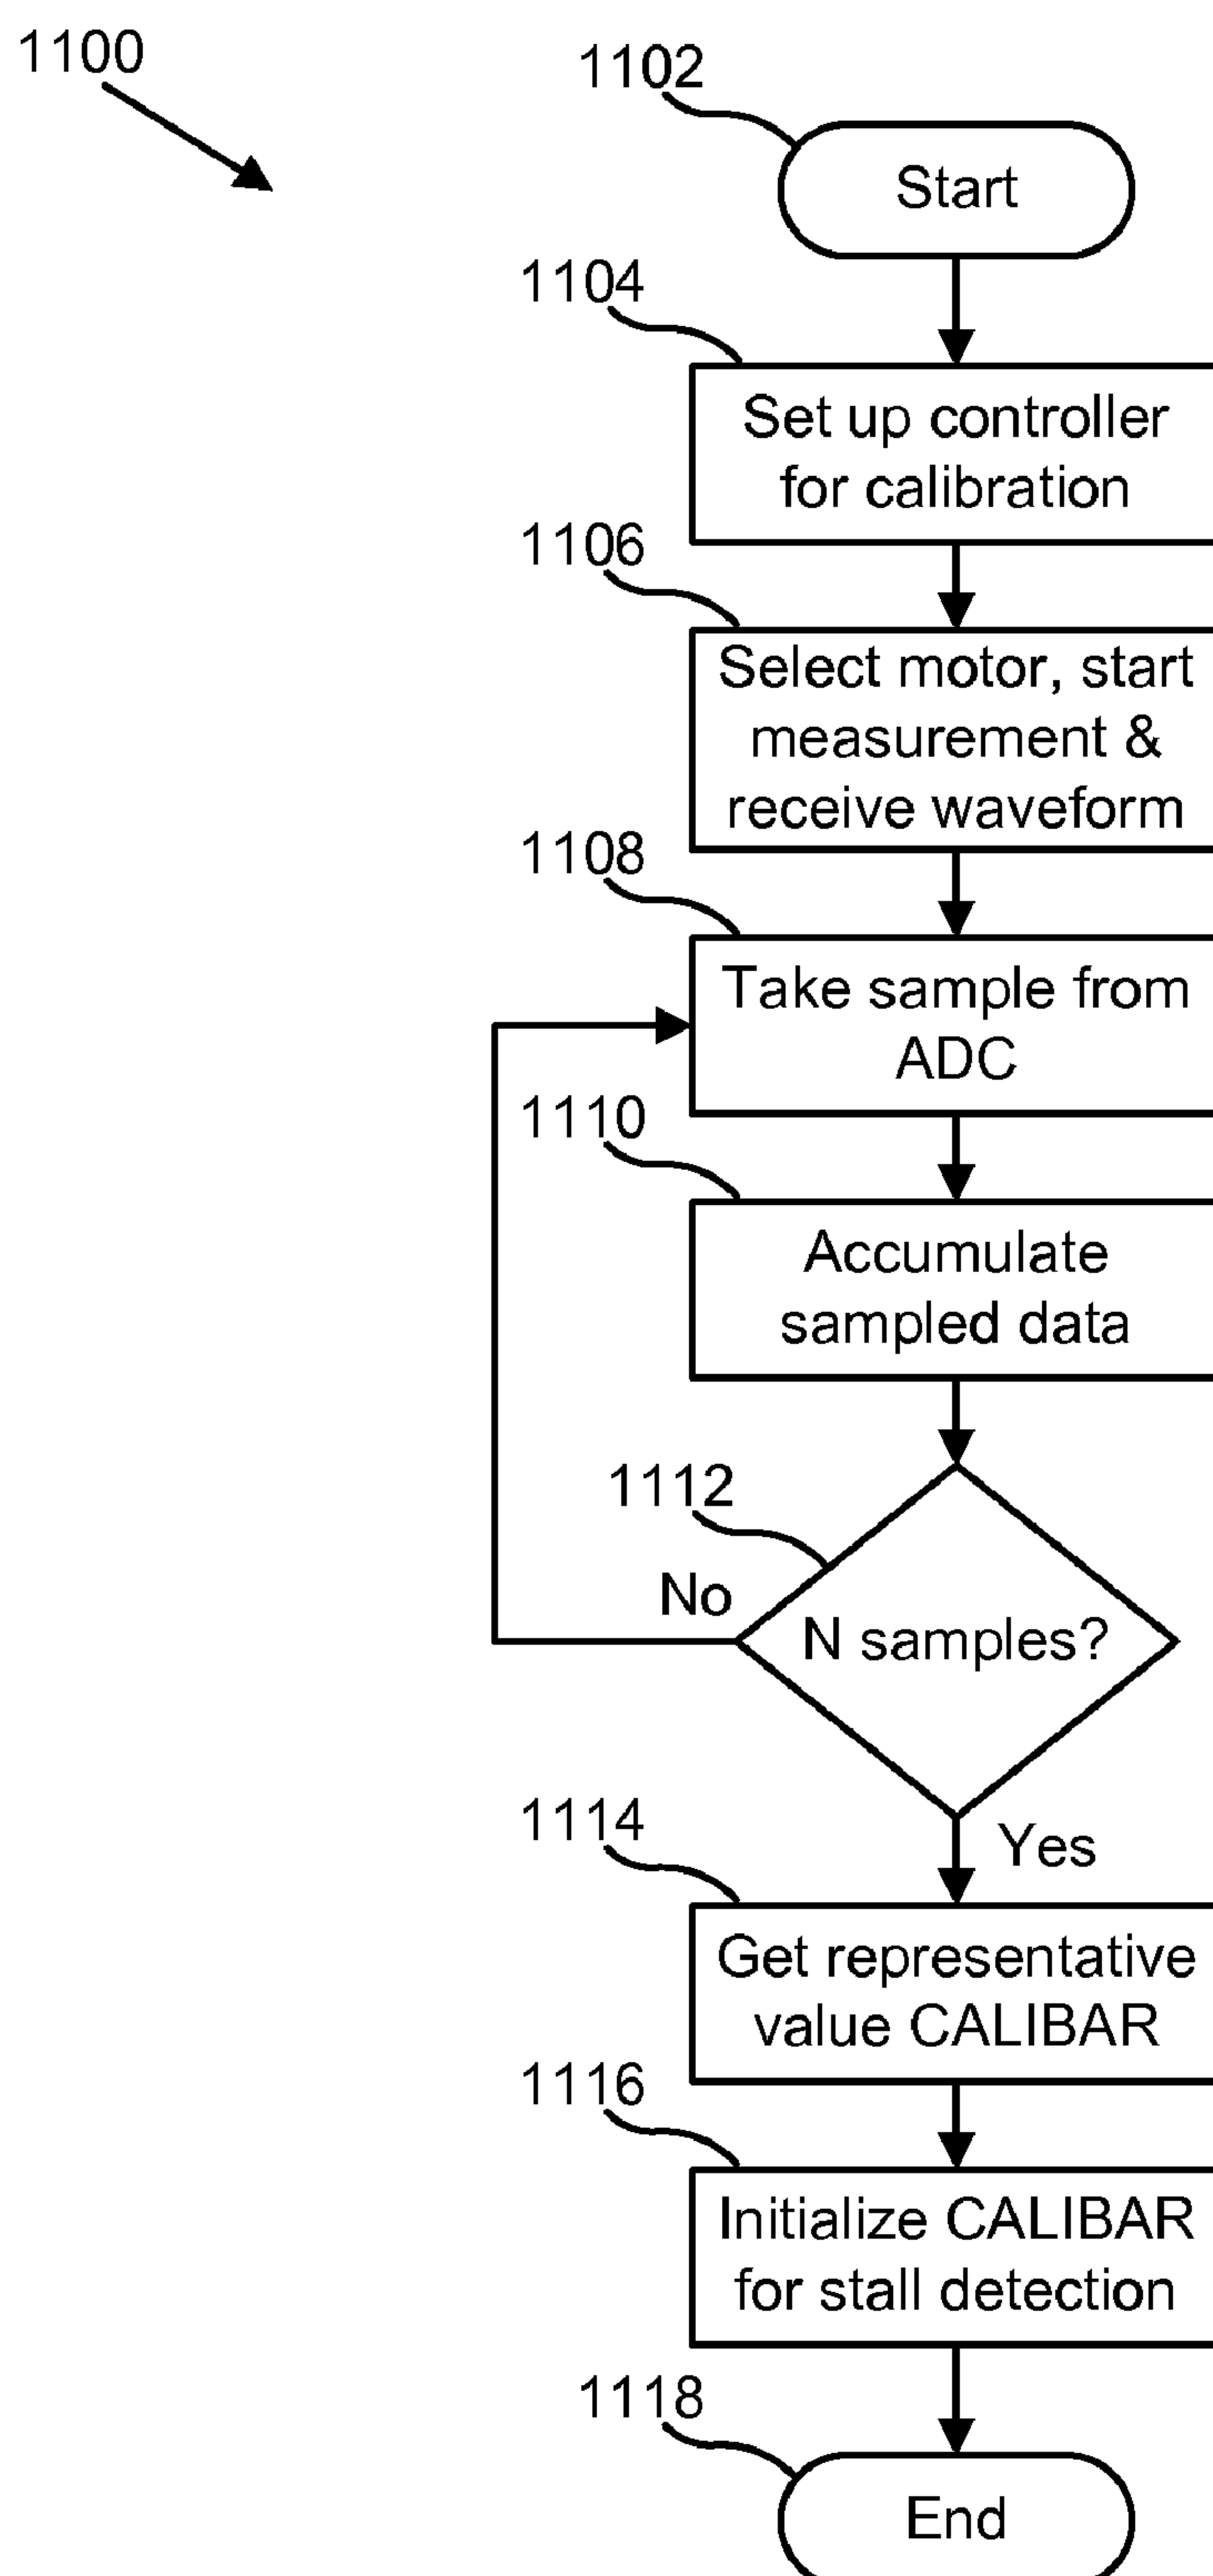 1100
1102
Start
1104
Set up controller
for calibration
1106
Select motor, start
measurement &
receive waveform
1108
Take sample from
ADC
1110
Accumulate
sampled data
1112
No
N samples?
Yes
1114
Get representative
value CALIBAR
1116
Initialize CALIBAR
for stall detection
1118
End